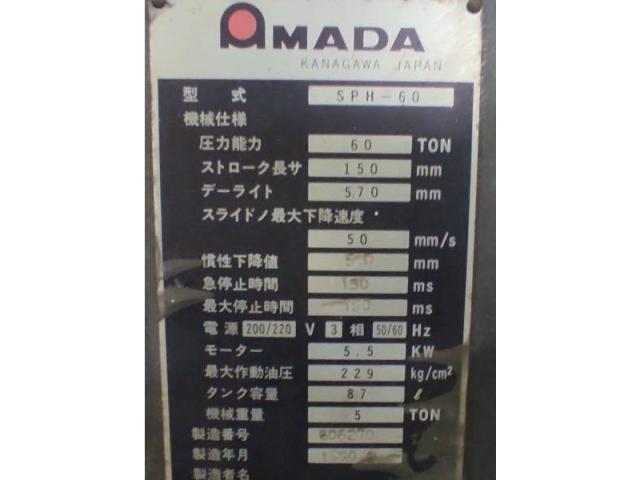 AMADA
KANAGAWA JAPAN
型式 SPH-60
機械仕様
圧力能力 60 TON
ストローク長サ 150 mm
デーライト 570 mm
スライドノ最大下降速度
50 mm/s
慣性下降値 mm
急停止時間 ms
最大停止時間 ms
電源 200/220 V 3 相 50/60 Hz
モーター 5.5 KW
最大作動油圧 229 kg/cm²
タンク容量 87 ℓ
機械重量 5 TON
製造番号
製造年月
製造者名